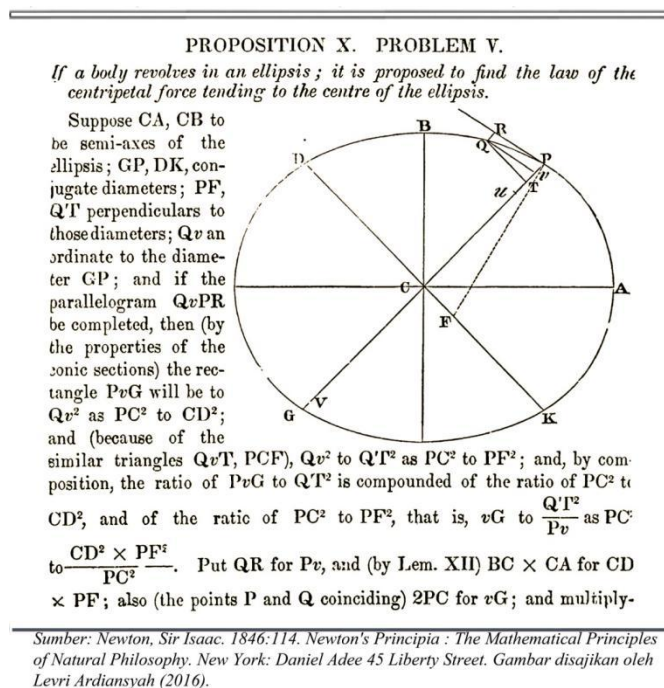 PROPOSITION X. PROBLEM V.
If a body revolves in an ellipsis ; it is proposed to find the law of the
centripetal force tending to the centre of the ellipsis.
Suppose CA, CB to
be semi-axes of the
ellipsis ; GP, DK, con-
jugate diameters ; PF,
QT perpendiculars to
those diameters ; Qv an
ordinate to the diame-
ter GP ; and if the
parallelogram QvPR
be completed, then (by
the properties of the
conic sections) the rec-
tangle PvG will be to
Qv² as PC² to CD² ;
and (because of the
similar triangles QvT, PCF), Qv² to QT² as PC² to PF² ; and, by com-
position, the ratio of PvG to QT² is compounded of the ratio of PC² to
CD², and of the ratio of PC² to PF², that is, vG to QT²/Pv as PC²
to CD² × PF²/PC². Put QR for Pv, and (by Lem. XII) BC × CA for CD
× PF ; also (the points P and Q coinciding) 2PC for vG ; and multiply-
B
R
Q
P
D
v
T
u
C
A
F
V
G
K
Sumber: Newton, Sir Isaac. 1846:114. Newton's Principia : The Mathematical Principles
of Natural Philosophy. New York: Daniel Adee 45 Liberty Street. Gambar disajikan oleh
Levri Ardiansyah (2016).